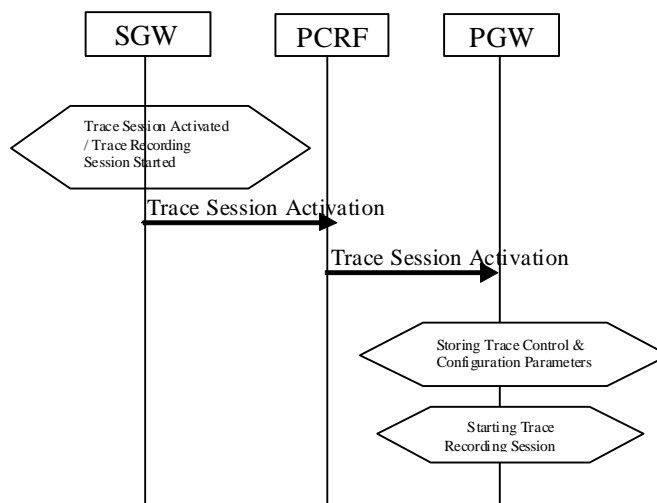 SGW
PCRF
PGW
Trace Session Activated
/ Trace Recording
Session Started
Trace Session Activation
Trace Session Activation
Storing Trace Control &
Configuration Parameters
Starting Trace
Recording Session